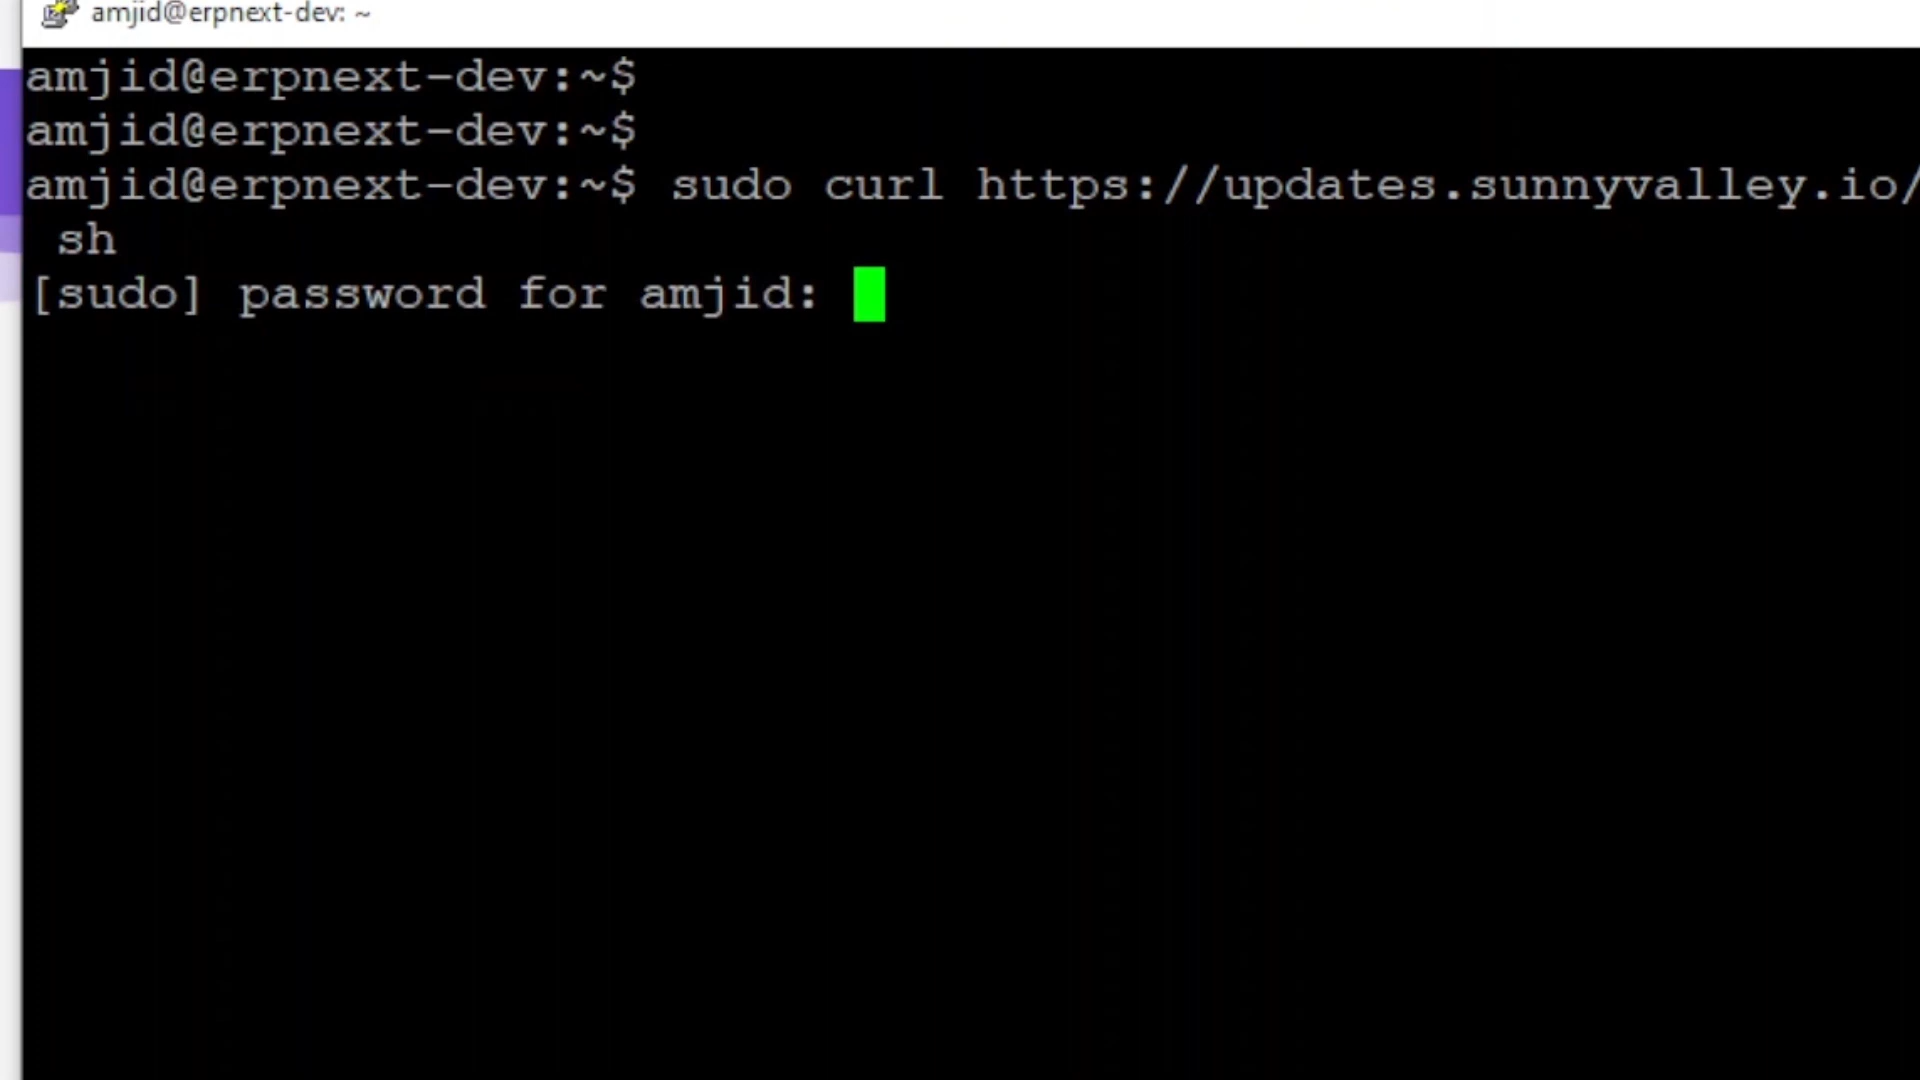 amjid@erpnext-dev: ~
amjid@erpnext-dev:~$
amjid@erpnext-dev:~$
amjid@erpnext-dev:~$ sudo curl https://updates.sunnyvalley.io/
sh
[sudo] password for amjid: